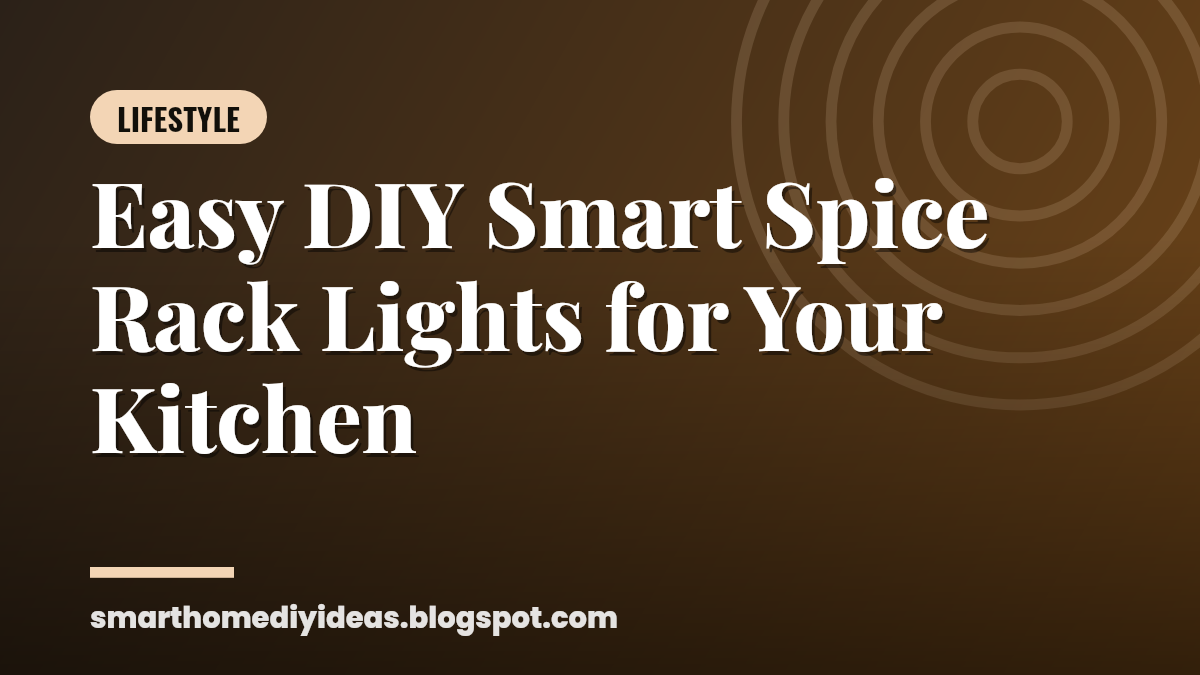 LIFESTYLE
Easy DIY Smart Spice
Rack Lights for Your
Kitchen
smarthomediyideas.blogspot.com